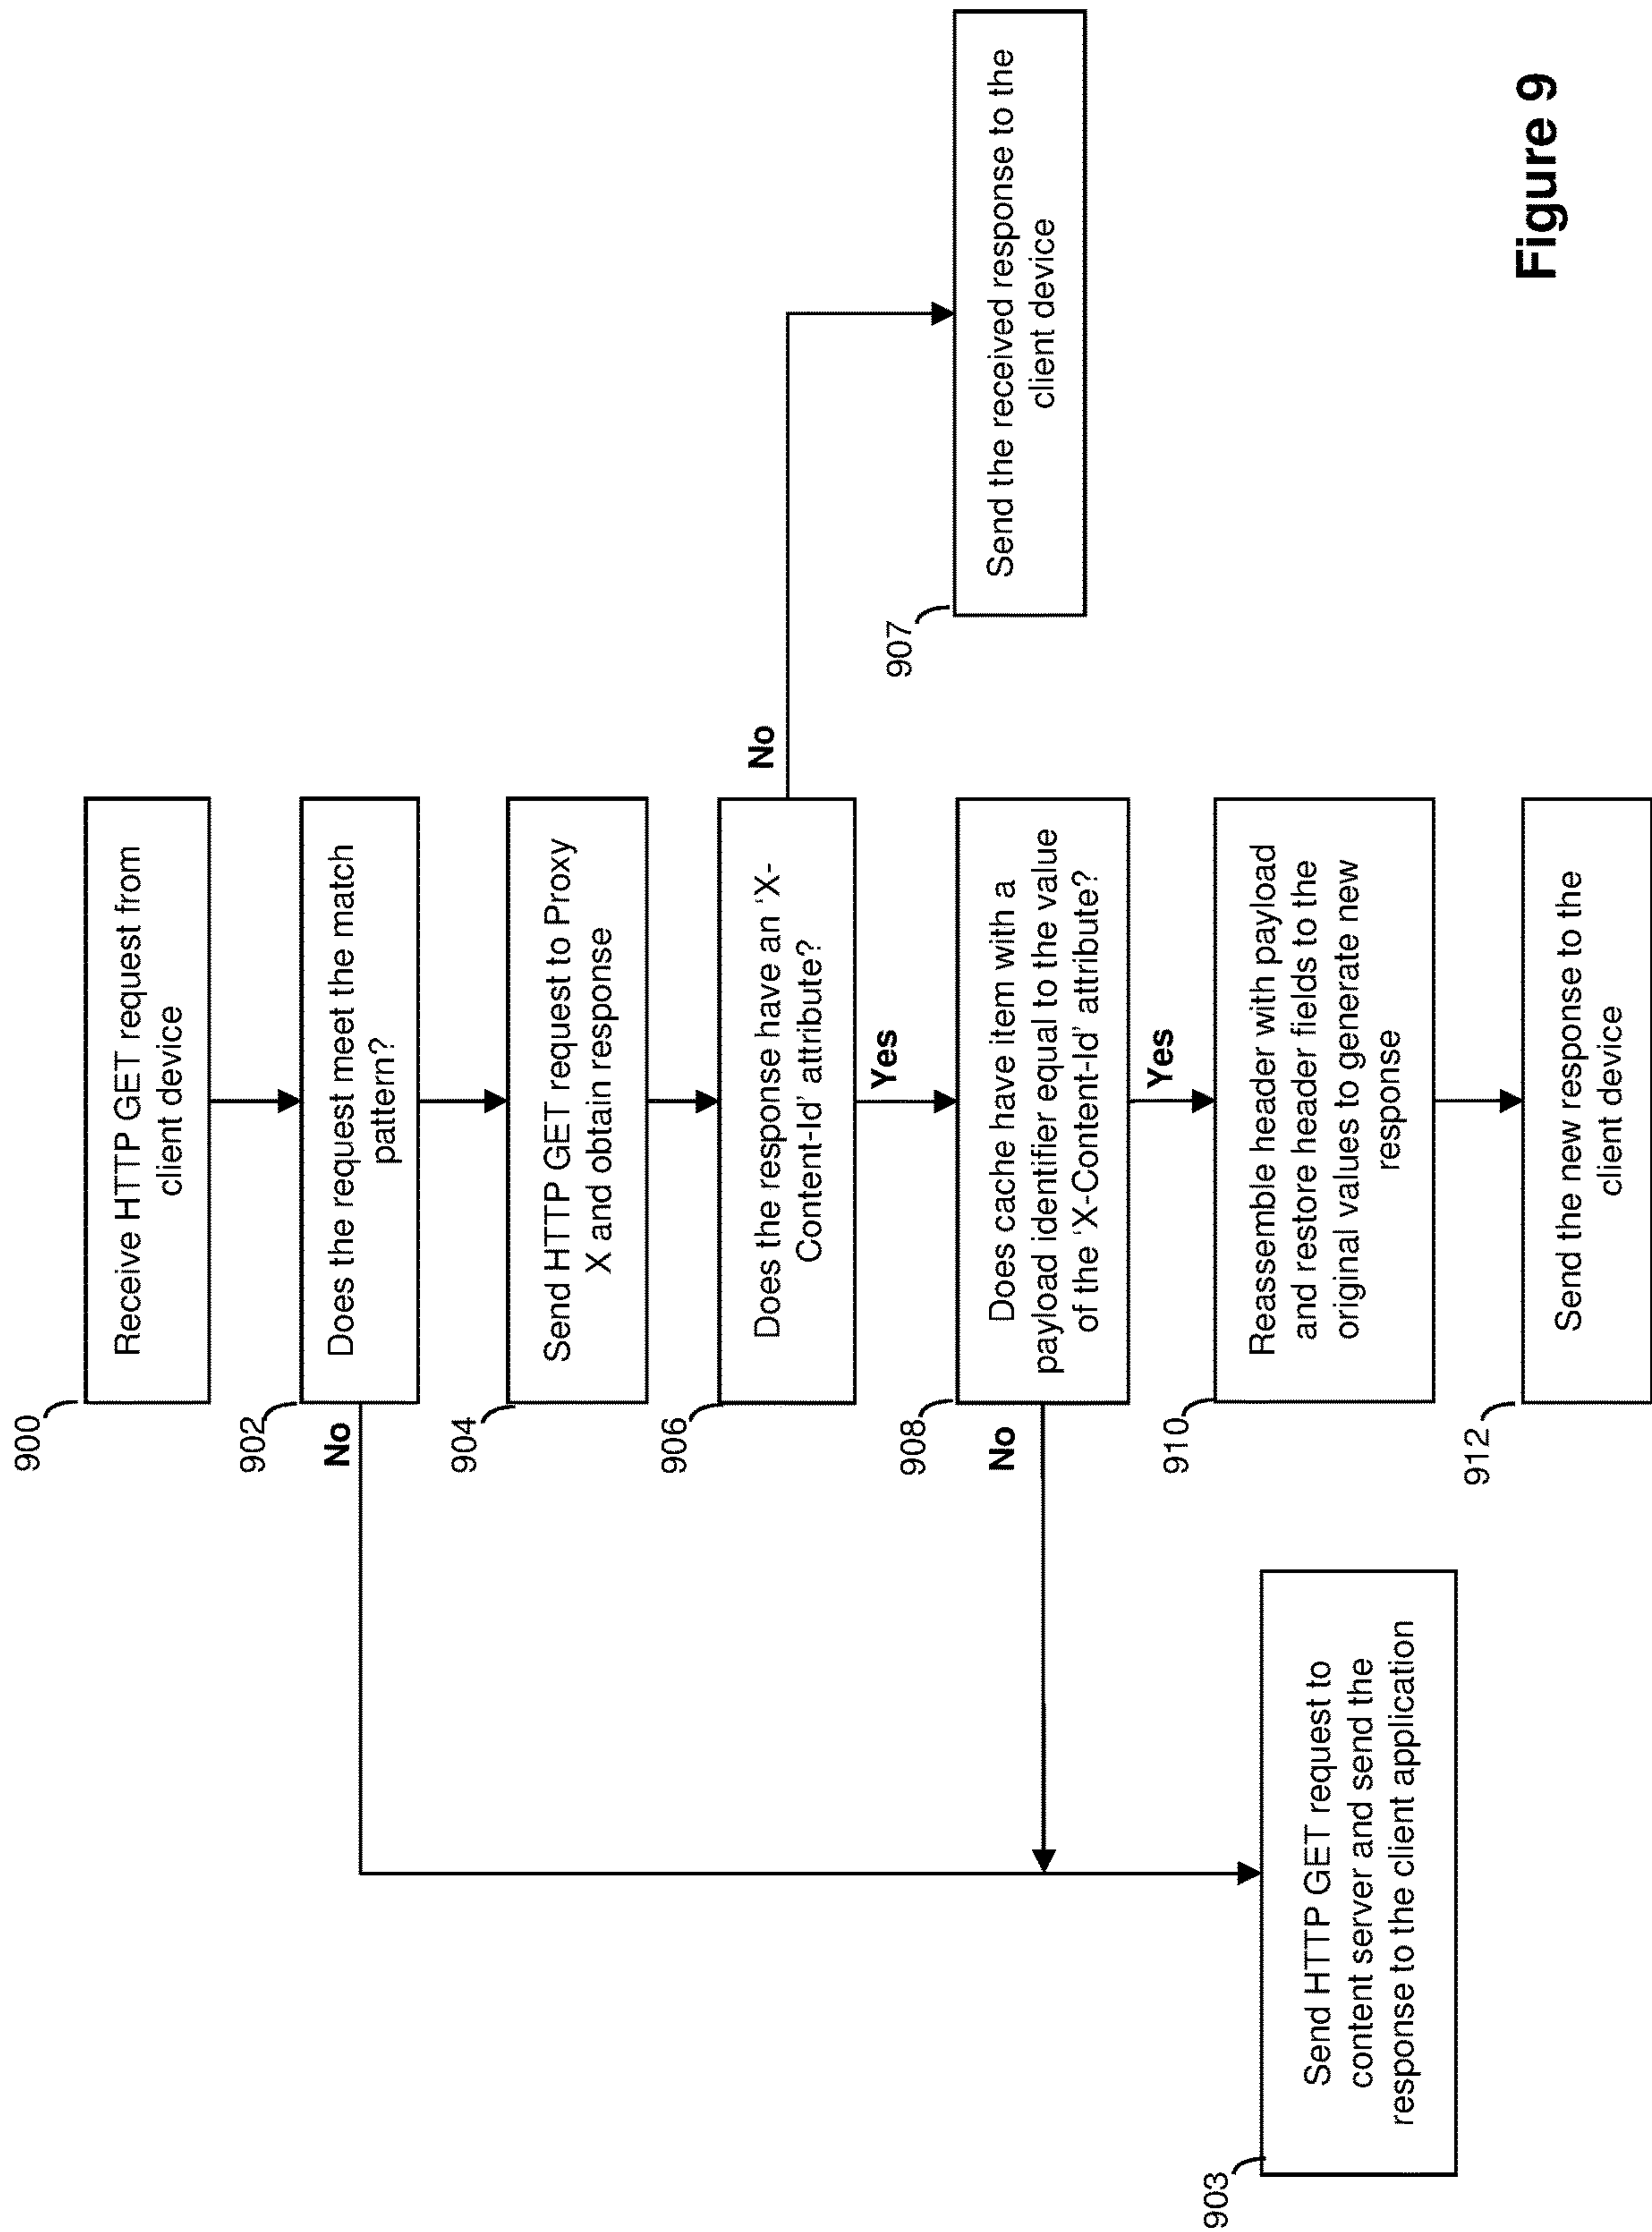 900
Receive HTTP GET request from
client device
902
Does the request meet the match
pattern?
No
904
Send HTTP GET request to Proxy
X and obtain response
906
Does the response have an ‘X-
Content-Id’ attribute?
No
Yes
907
Send the received response to the
client device
908
Does cache have item with a
payload identifier equal to the value
of the ‘X-Content-Id’ attribute?
No
Yes
903
Send HTTP GET request to
content server and send the
response to the client application
910
Reassemble header with payload
and restore header fields to the
original values to generate new
response
912
Send the new response to the
client device
Figure 9